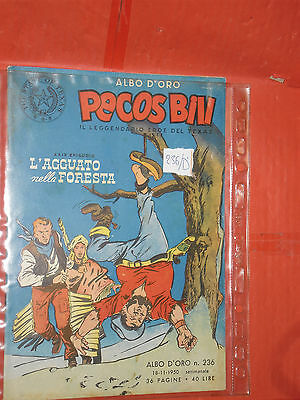 ALBO D'ORO
PECOS BILL
IL LEGGENDARIO EROE DEL TEXAS
L'AGGUATO
nella FORESTA
ALBO D'ORO n. 236
18-11-1950 settimanale
36 PAGINE • 40 LIRE